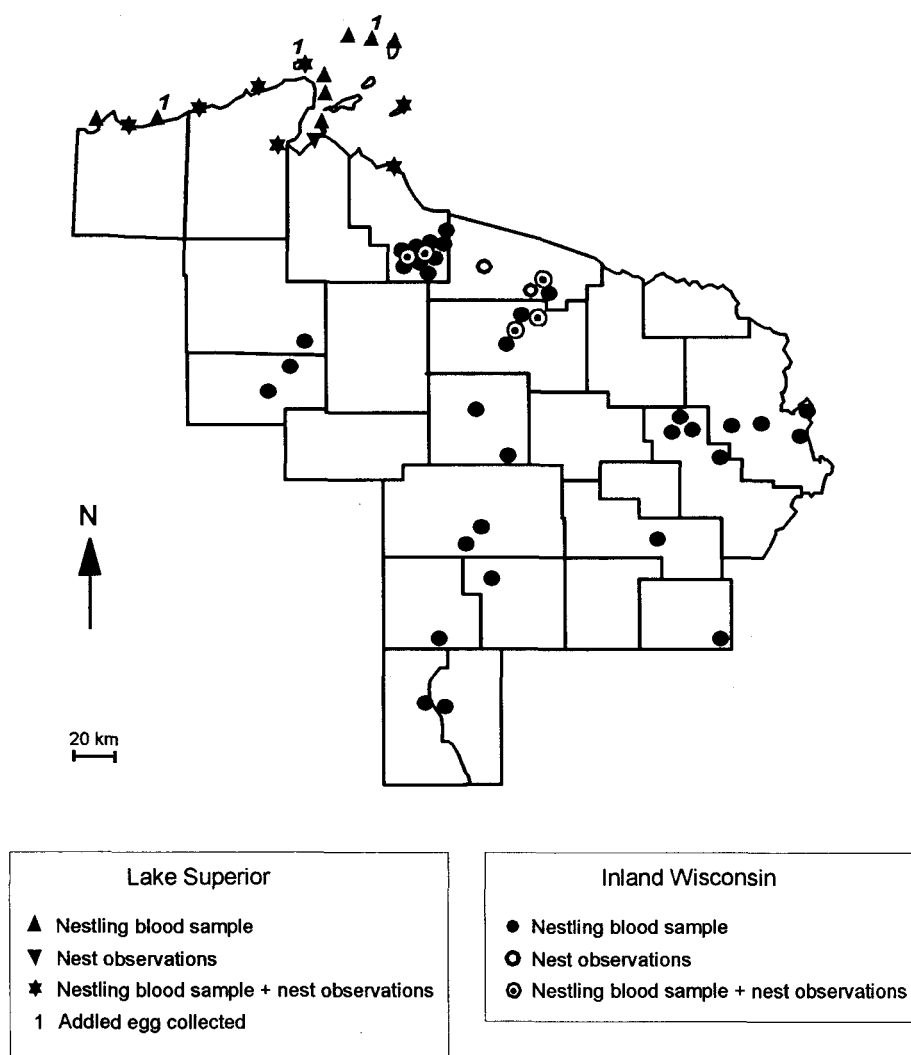 1
1
1
N
20 km
Lake Superior
Nestling blood sample
Nest observations
Nestling blood sample + nest observations
1 Addled egg collected
Inland Wisconsin
Nestling blood sample
Nest observations
Nestling blood sample + nest observations